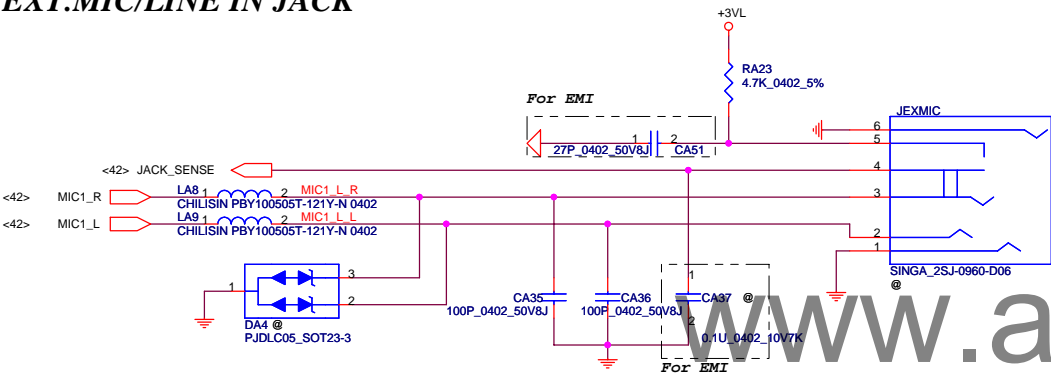 EXT.MIC/LINE IN JACK
+3VL
RA23
4.7K_0402_5%
For EMI
JEXMIC
6
5
1
2
27P_0402_50V8J
CA51
<42> JACK_SENSE
4
<42>
MIC1_R
LA8
1
2
MIC1_L_R
3
CHILISIN PBY100505T-121Y-N 0402
<42>
MIC1_L
LA9
1
2
MIC1_L_L
CHILISIN PBY100505T-121Y-N 0402
2
1
SINGA_2SJ-0960-D06
@
1
3
2
DA4 @
PJDLC05_SOT23-3
CA35
100P_0402_50V8J
CA36
100P_0402_50V8J
1
CA37
@
2
0.1U_0402_10V7K
For EMI
www.a